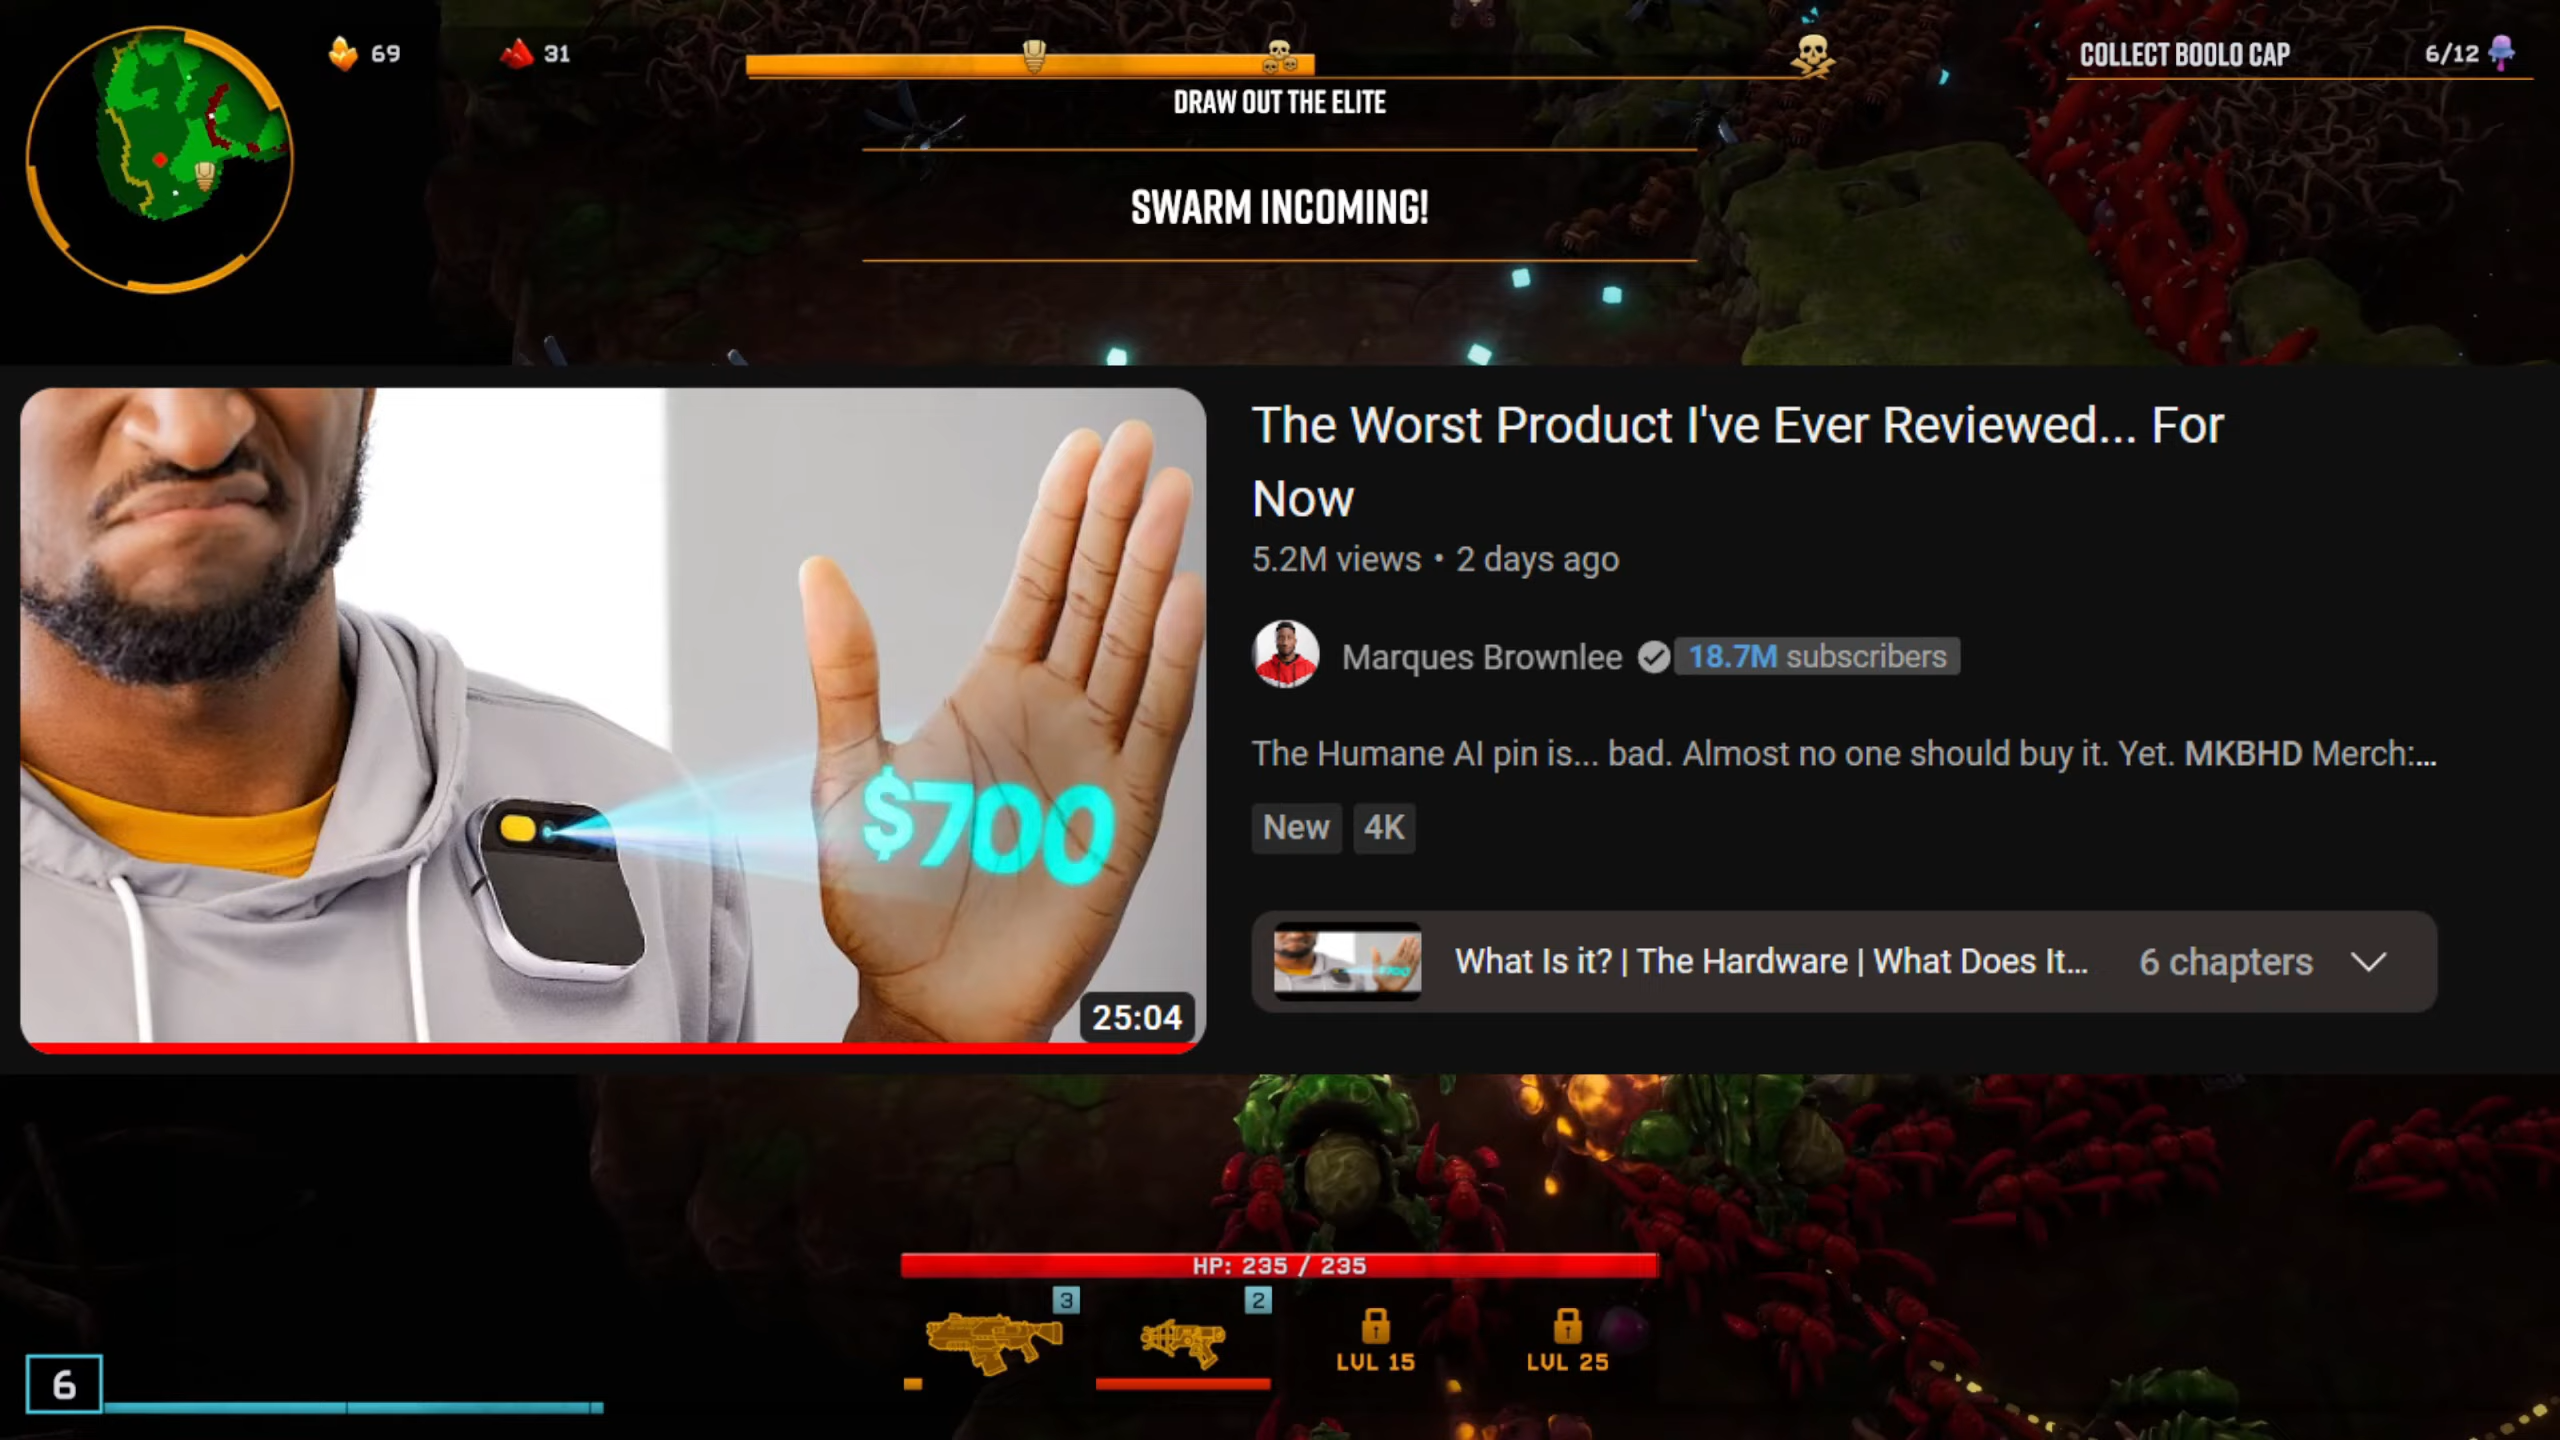 69
31
COLLECT BOOLO CAP
6/12
DRAW OUT THE ELITE
SWARM INCOMING!
The Worst Product I've Ever Reviewed... For
Now
5.2M views • 2 days ago
Marques Brownlee
18.7M subscribers
The Humane AI pin is... bad. Almost no one should buy it. Yet. MKBHD Merch:...
New
4K
What Is it? | The Hardware | What Does It...
6 chapters
$700
25:04
$700
HP: 235 / 235
3
2
LVL 15
LVL 25
6